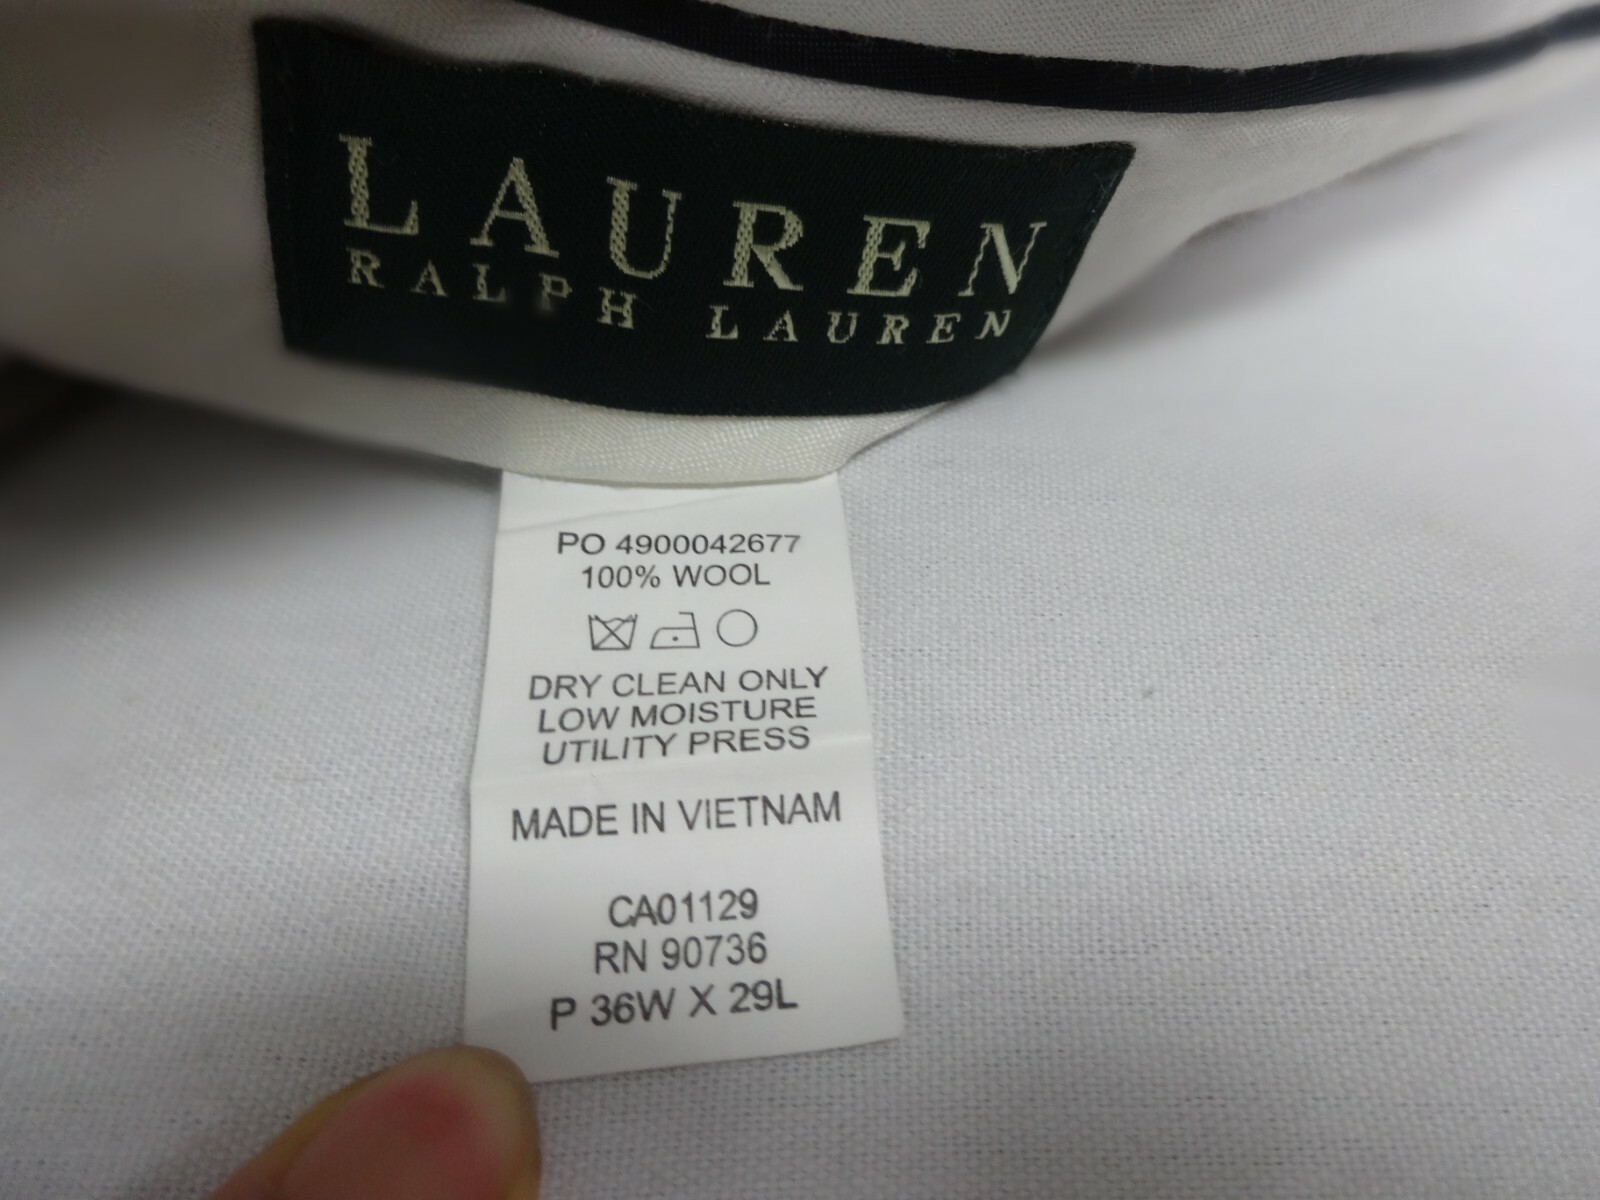 LAUREN
RALPH LAUREN
PO 4900042677
100% WOOL
DRY CLEAN ONLY
LOW MOISTURE
UTILITY PRESS
MADE IN VIETNAM
CA01129
RN 90736
P 36W X 29L